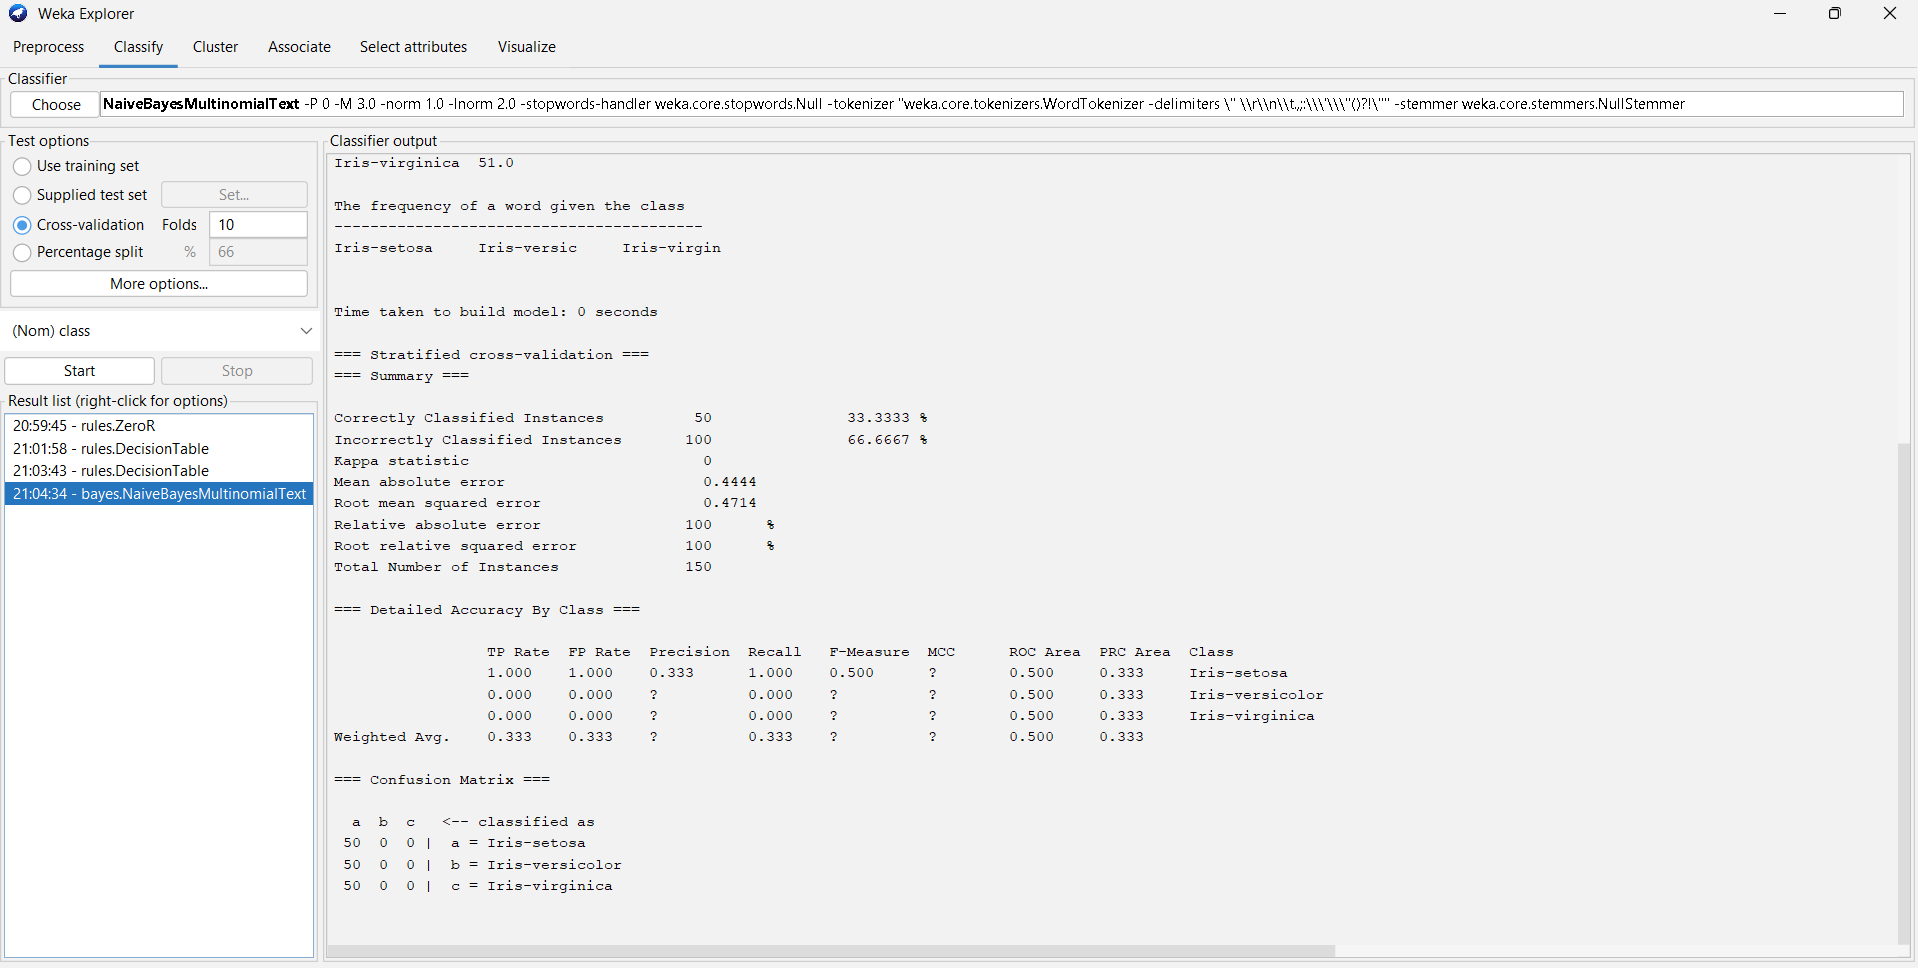 Weka Explorer
Preprocess Classify Cluster Associate Select attributes Visualize
Classifier
Choose NaiveBayesMultinomialText -P 0 -M 3.0 -norm 1.0 -lnorm 2.0 -stopwords-handler weka.core.stopwords.Null -tokenizer "weka.core.tokenizers.WordTokenizer -delimiters \" \\r\\n\\t.,;:\\\'\\\"()?!\"" -stemmer weka.core.stemmers.NullStemmer
Test options
Use training set
Supplied test set Set...
Cross-validation Folds 10
Percentage split % 66
More options...
(Nom) class
Start Stop
Result list (right-click for options)
20:59:45 - rules.ZeroR
21:01:58 - rules.DecisionTable
21:03:43 - rules.DecisionTable
21:04:34 - bayes.NaiveBayesMultinomialText
Classifier output
Iris-virginica 51.0
The frequency of a word given the class
-----------------------------------------
Iris-setosa Iris-versic Iris-virgin
Time taken to build model: 0 seconds
=== Stratified cross-validation ===
=== Summary ===
Correctly Classified Instances 50 33.3333 %
Incorrectly Classified Instances 100 66.6667 %
Kappa statistic 0
Mean absolute error 0.4444
Root mean squared error 0.4714
Relative absolute error 100 %
Root relative squared error 100 %
Total Number of Instances 150
=== Detailed Accuracy By Class ===
TP Rate FP Rate Precision Recall F-Measure MCC ROC Area PRC Area Class
1.000 1.000 0.333 1.000 0.500 ? 0.500 0.333 Iris-setosa
0.000 0.000 ? 0.000 ? ? 0.500 0.333 Iris-versicolor
0.000 0.000 ? 0.000 ? ? 0.500 0.333 Iris-virginica
Weighted Avg. 0.333 0.333 ? 0.333 ? ? 0.500 0.333
=== Confusion Matrix ===
a b c <-- classified as
50 0 0 | a = Iris-setosa
50 0 0 | b = Iris-versicolor
50 0 0 | c = Iris-virginica